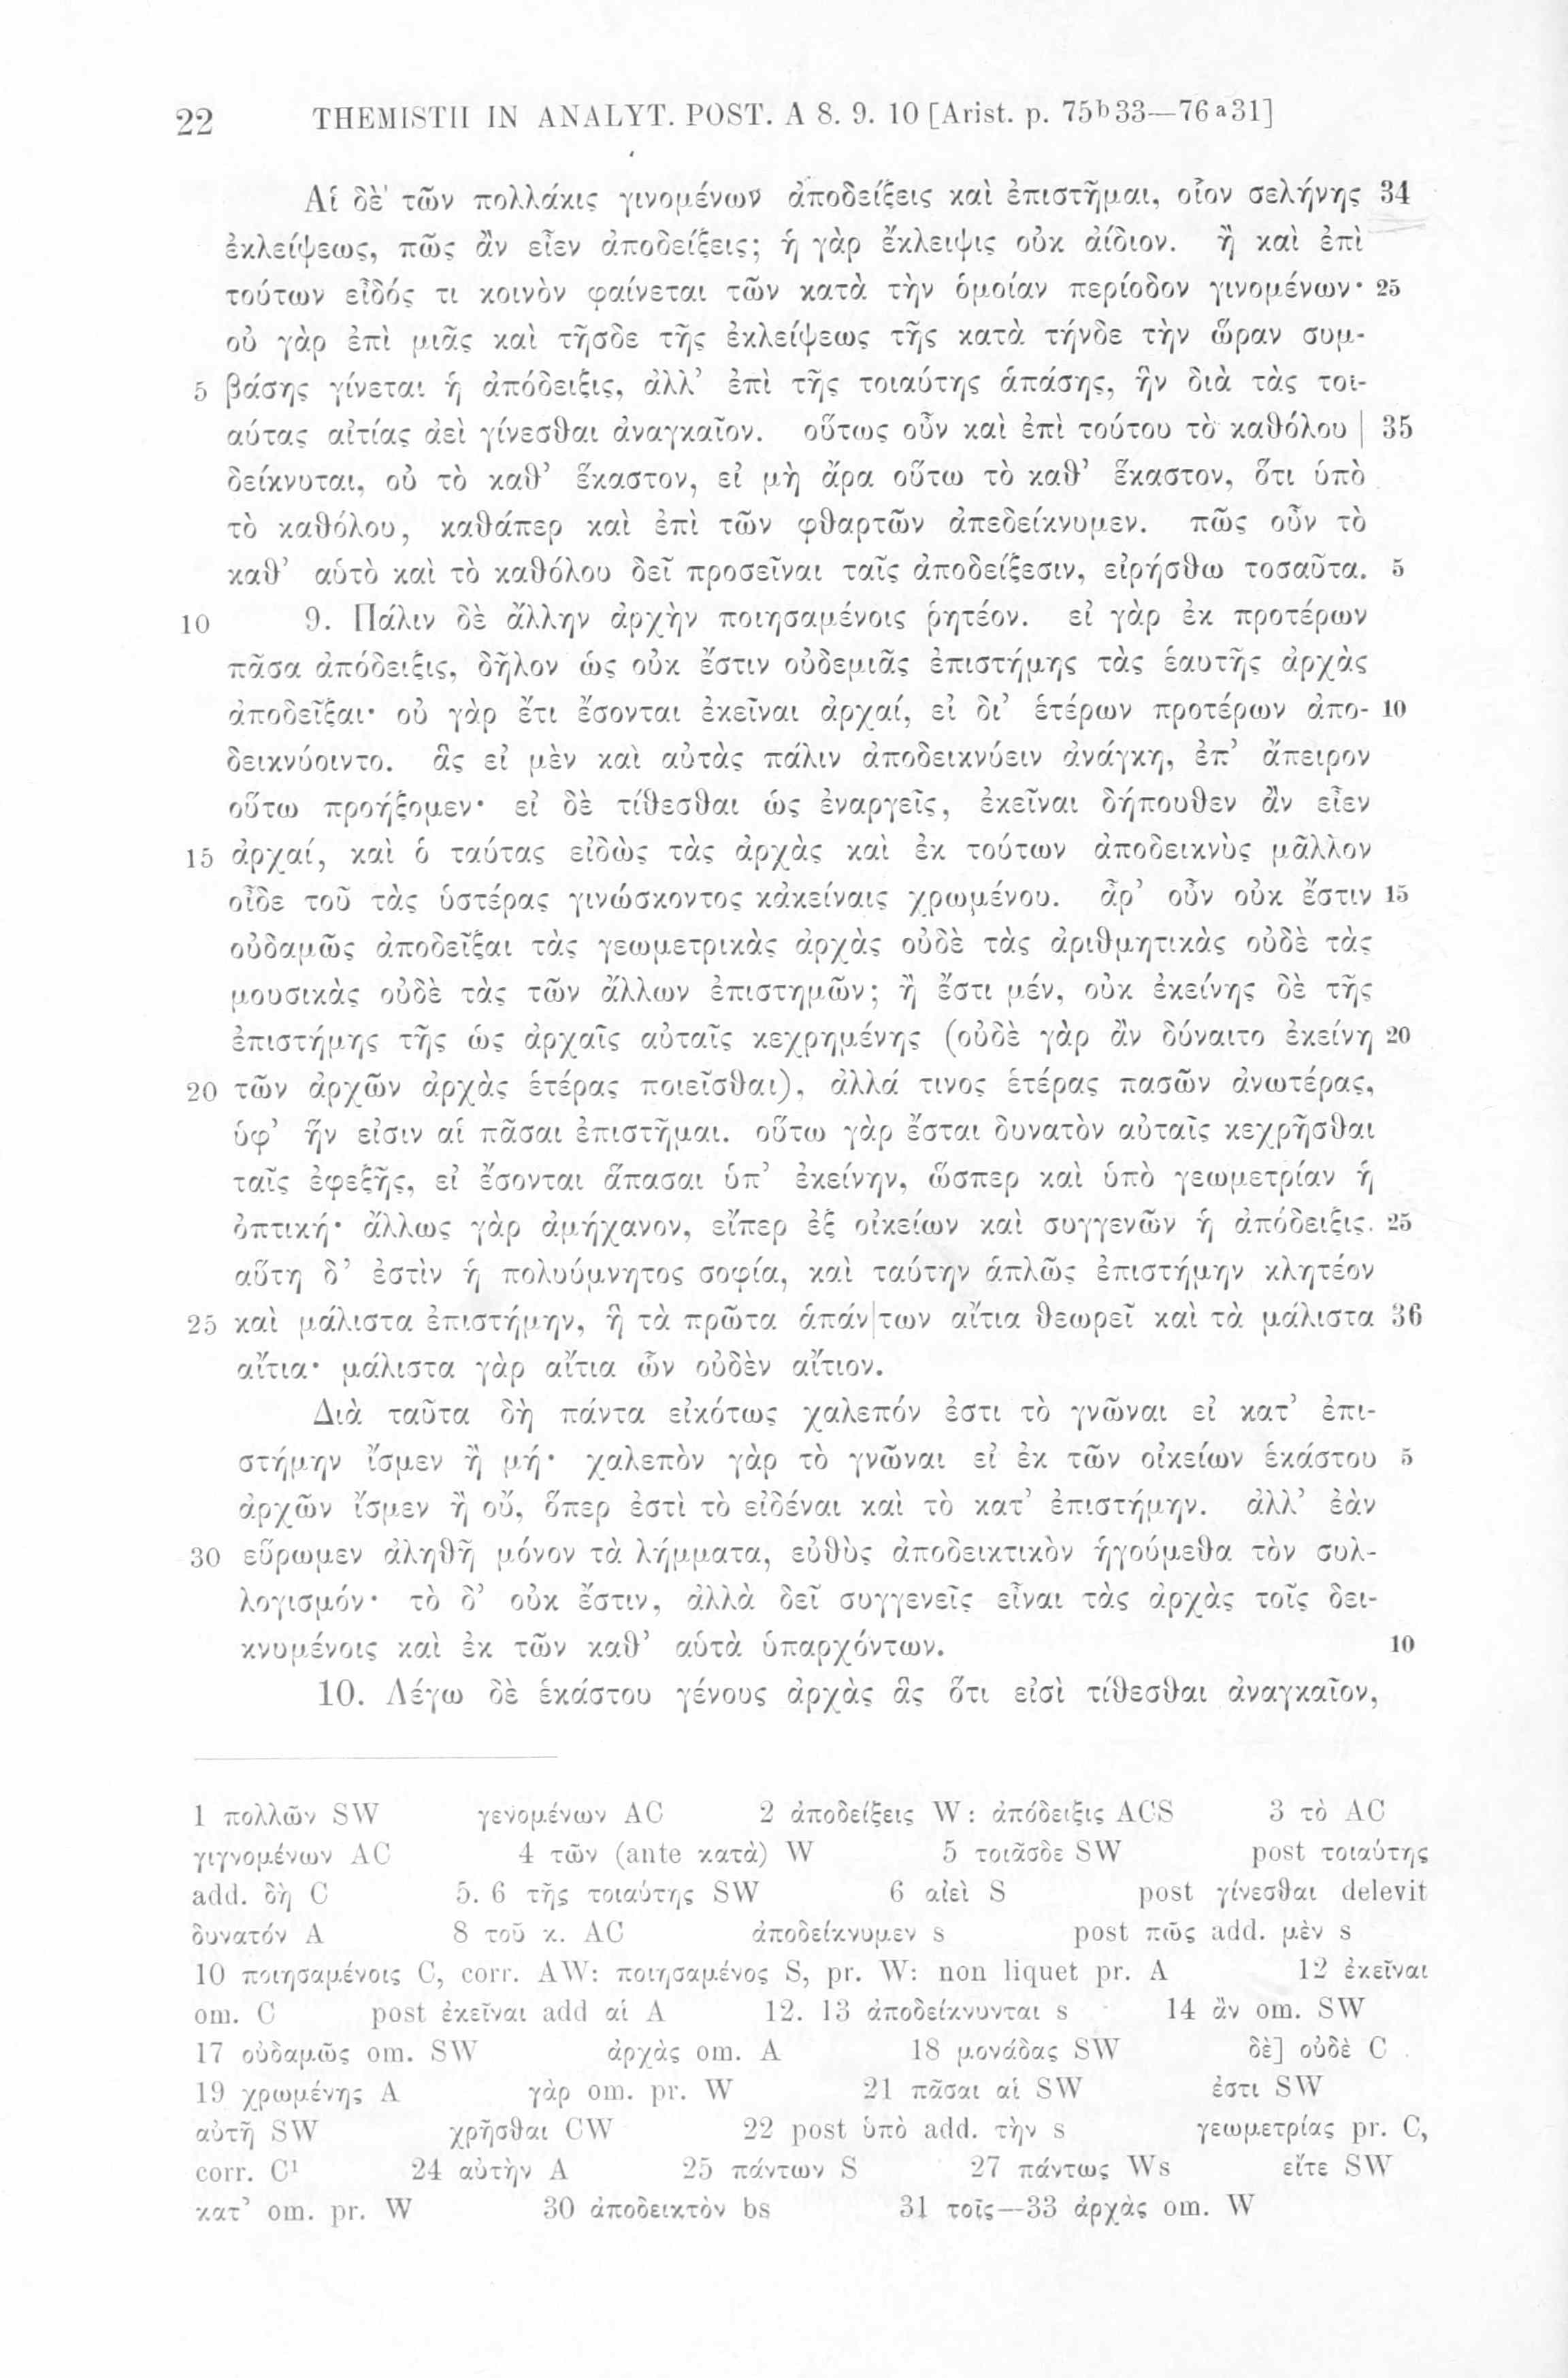 22 THEMISTII IN ANALYT. POST. A 8. 9. 10 [Arist. p. 75b33—76a31]
Αἱ δὲ τῶν πολλάκις γινομένων ἀποδείξεις καὶ ἐπιστῆμαι, οἷον σελήνης 34
ἐκλείψεως, πῶς ἂν εἶεν ἀποδείξεις; ἡ γὰρ ἔκλειψις οὐκ ἀίδιον. ἢ καὶ ἐπὶ
τούτων εἶδός τι κοινὸν φαίνεται τῶν κατὰ τὴν ὁμοίαν περίοδον γινομένων· 25
οὐ γὰρ ἐπὶ μιᾶς καὶ τῆσδε τῆς ἐκλείψεως τῆς κατὰ τήνδε τὴν ὥραν συμ-
5 βάσης γίνεται ἡ ἀπόδειξις, ἀλλ’ ἐπὶ τῆς τοιαύτης ἁπάσης, ἣν διὰ τὰς τοι-
αύτας αἰτίας ἀεὶ γίνεσθαι ἀναγκαῖον. οὕτως οὖν καὶ ἐπὶ τούτου τὸ καθόλου | 35
δείκνυται, οὐ τὸ καθ’ ἕκαστον, εἰ μὴ ἄρα οὕτω τὸ καθ’ ἕκαστον, ὅτι ὑπὸ
τὸ καθόλου, καθάπερ καὶ ἐπὶ τῶν φθαρτῶν ἀπεδείκνυμεν. πῶς οὖν τὸ
καθ’ αὑτὸ καὶ τὸ καθόλου δεῖ προσεῖναι ταῖς ἀποδείξεσιν, εἰρήσθω τοσαῦτα. 5
10 9. Πάλιν δὲ ἄλλην ἀρχὴν ποιησαμένοις ῥητέον. εἰ γὰρ ἐκ προτέρων
πᾶσα ἀπόδειξις, δῆλον ὡς οὐκ ἔστιν οὐδεμιᾶς ἐπιστήμης τὰς ἑαυτῆς ἀρχὰς
ἀποδεῖξαι· οὐ γὰρ ἔτι ἔσονται ἐκεῖναι ἀρχαί, εἰ δι’ ἑτέρων προτέρων ἀπο- 10
δεικνύοιντο. ἃς εἰ μὲν καὶ αὐτὰς πάλιν ἀποδεικνύειν ἀνάγκη, ἐπ’ ἄπειρον
οὕτω προήξομεν· εἰ δὲ τίθεσθαι ὡς ἐναργεῖς, ἐκεῖναι δήπουθεν ἂν εἶεν
15 ἀρχαί, καὶ ὁ ταύτας εἰδὼς τὰς ἀρχὰς καὶ ἐκ τούτων ἀποδεικνὺς μᾶλλον
οἶδε τοῦ τὰς ὑστέρας γινώσκοντος κἀκείναις χρωμένου. ἆρ’ οὖν οὐκ ἔστιν 15
οὐδαμῶς ἀποδεῖξαι τὰς γεωμετρικὰς ἀρχὰς οὐδὲ τὰς ἀριθμητικὰς οὐδὲ τὰς
μουσικὰς οὐδὲ τὰς τῶν ἄλλων ἐπιστημῶν; ἢ ἔστι μέν, οὐκ ἐκείνης δὲ τῆς
ἐπιστήμης τῆς ὡς ἀρχαῖς αὐταῖς κεχρημένης (οὐδὲ γὰρ ἂν δύναιτο ἐκείνη 20
20 τῶν ἀρχῶν ἀρχὰς ἑτέρας ποιεῖσθαι), ἀλλά τινος ἑτέρας πασῶν ἀνωτέρας,
ὑφ’ ἥν εἰσιν αἱ πᾶσαι ἐπιστῆμαι. οὕτω γὰρ ἔσται δυνατὸν αὐταῖς κεχρῆσθαι
ταῖς ἐφεξῆς, εἰ ἔσονται ἅπασαι ὑπ’ ἐκείνην, ὥσπερ καὶ ὑπὸ γεωμετρίαν ἡ
ὀπτική· ἄλλως γὰρ ἀμήχανον, εἴπερ ἐξ οἰκείων καὶ συγγενῶν ἡ ἀπόδειξις. 25
αὕτη δ’ ἐστὶν ἡ πολυύμνητος σοφία, καὶ ταύτην ἁπλῶς ἐπιστήμην κλητέον
25 καὶ μάλιστα ἐπιστήμην, ἣ τὰ πρῶτα ἁπάν|των αἴτια θεωρεῖ καὶ τὰ μάλιστα 36
αἴτια· μάλιστα γὰρ αἴτια ὧν οὐδὲν αἴτιον.
Διὰ ταῦτα δὴ πάντα εἰκότως χαλεπόν ἐστι τὸ γνῶναι εἰ κατ’ ἐπι-
στήμην ἴσμεν ἢ μή· χαλεπὸν γὰρ τὸ γνῶναι εἰ ἐκ τῶν οἰκείων ἑκάστου 5
ἀρχῶν ἴσμεν ἢ οὔ, ὅπερ ἐστὶ τὸ εἰδέναι καὶ τὸ κατ’ ἐπιστήμην. ἀλλ’ ἐὰν
30 εὕρωμεν ἀληθῆ μόνον τὰ λήμματα, εὐθὺς ἀποδεικτικὸν ἡγούμεθα τὸν συλ-
λογισμόν· τὸ δ’ οὐκ ἔστιν, ἀλλὰ δεῖ συγγενεῖς εἶναι τὰς ἀρχὰς τοῖς δει-
κνυμένοις καὶ ἐκ τῶν καθ’ αὑτὰ ὑπαρχόντων. 10
10. Λέγω δὲ ἑκάστου γένους ἀρχὰς ἃς ὅτι εἰσὶ τίθεσθαι ἀναγκαῖον,
1 πολλῶν SW γενομένων AC 2 ἀποδείξεις W: ἀπόδειξις ACS 3 τὸ AC
γιγνομένων AC 4 τῶν (ante κατὰ) W 5 τοιᾶσδε SW post τοιαύτης
add. δὴ C 5. 6 τῆς τοιαύτης SW 6 αἰεὶ S post γίνεσθαι delevit
δυνατόν A 8 τοῦ κ. AC ἀποδείκνυμεν s post πῶς add. μὲν s
10 ποιησαμένοις C, corr. AW: ποιησαμένος S, pr. W: non liquet pr. A 12 ἐκεῖναι
om. C post ἐκεῖναι add αἱ A 12. 13 ἀποδείκνυνται s 14 ἂν om. SW
17 οὐδαμῶς om. SW ἀρχὰς om. A 18 μονάδας SW δὲ] οὐδὲ C
19 χρωμένης A γὰρ om. pr. W 21 πᾶσαι αἱ SW ἐστι SW
αὐτῇ SW χρῆσθαι CW 22 post ὑπὸ add. τὴν s γεωμετρίας pr. C,
corr. C¹ 24 αὐτὴν A 25 πάντων S 27 πάντως Ws εἴτε SW
κατ’ om. pr. W 30 ἀποδεικτὸν bs 31 τοῖς—33 ἀρχὰς om. W